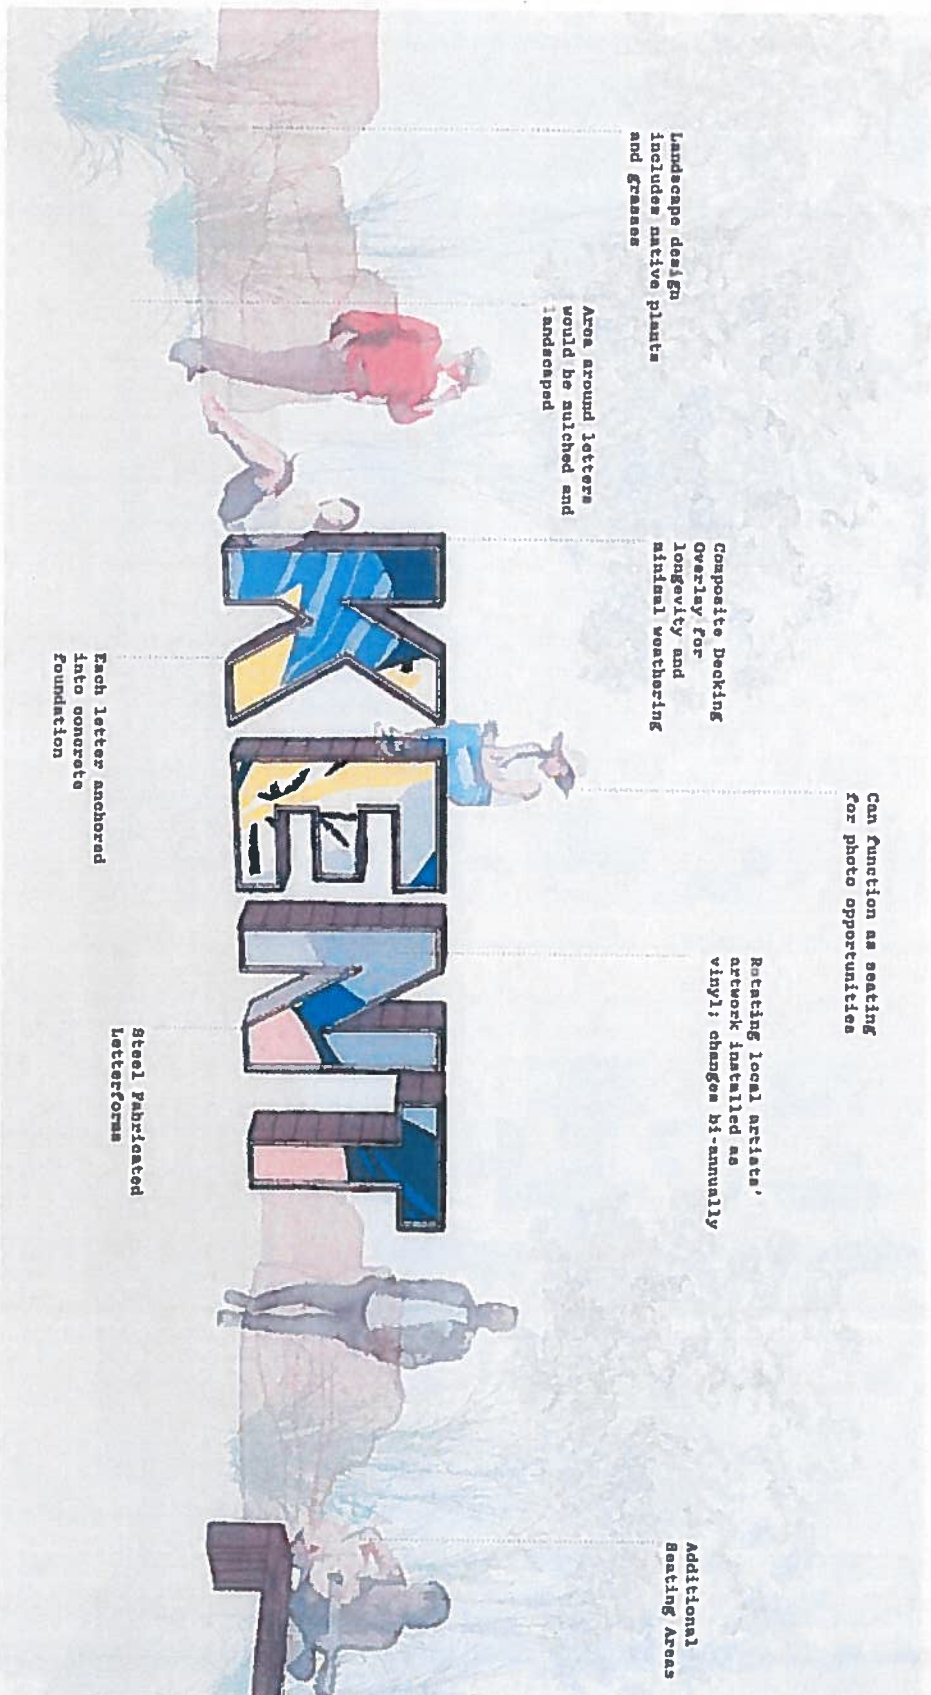 Landscape design
includes native plants
and grasses
Area around letters
would be mulched and
landscaped
Composite Decking
Overlay for
longevity and
minimal weathering
Can function as seating
for photo opportunities
Rotating local artists'
artwork installed as
vinyl; changes bi-annually
Additional
Seating Areas
KENT
Each letter anchored
into concrete
foundation
Steel Fabricated
Letterforms